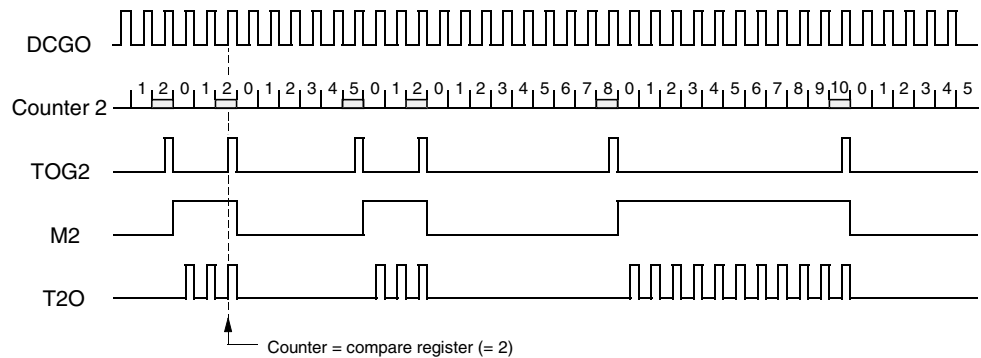 DCGO
Counter 2 1 2 0 1 2 0 1 2 3 4 5 0 1 2 0 1 2 3 4 5 6 7 8 0 1 2 3 4 5 6 7 8 9 10 0 1 2 3 4 5
TOG2
M2
T2O
Counter = compare register (= 2)